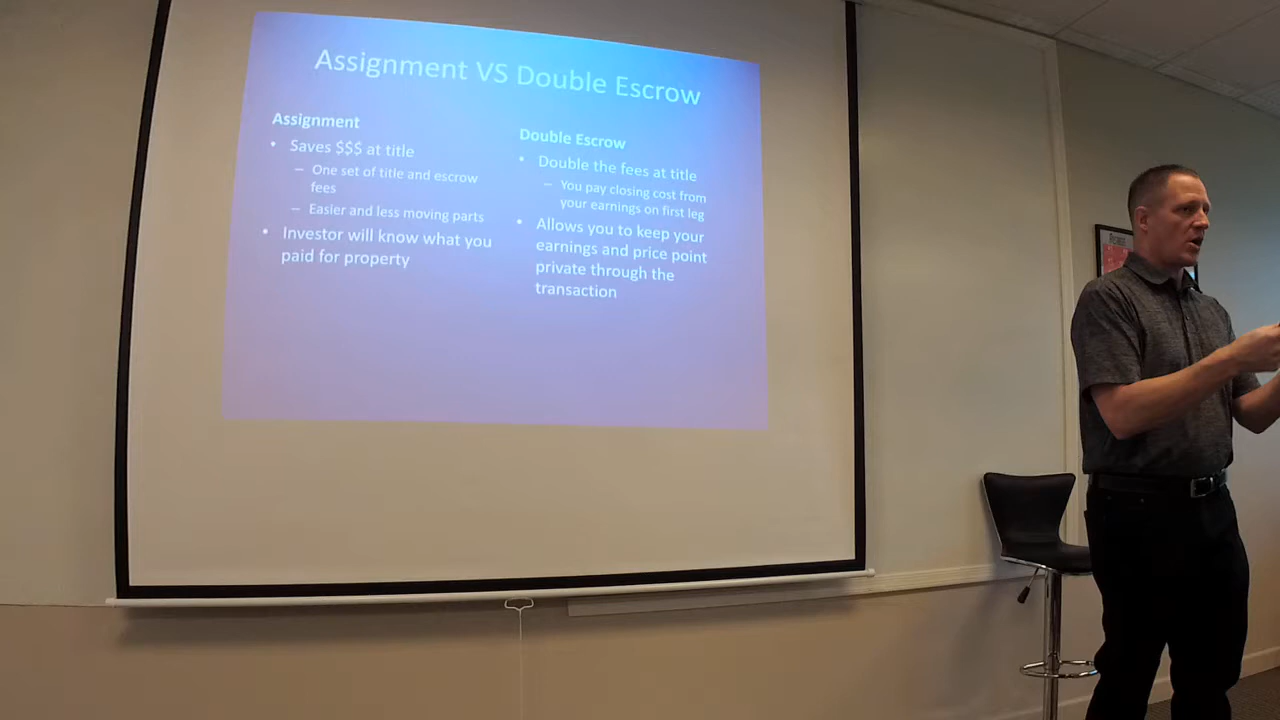 Assignment VS Double Escrow
Assignment
• Saves $$$ at title
– One set of title and escrow
fees
– Easier and less moving parts
• Investor will know what you
paid for property
Double Escrow
• Double the fees at title
– You pay closing cost from
your earnings on first leg
• Allows you to keep your
earnings and price point
private through the
transaction